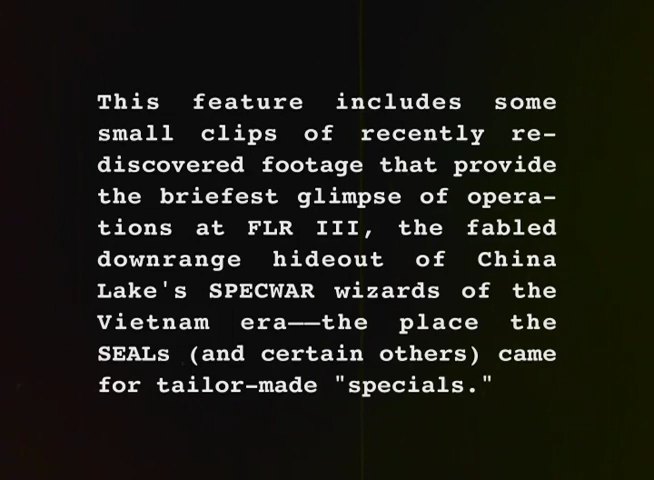 This feature includes some
small clips of recently re-
discovered footage that provide
the briefest glimpse of opera-
tions at FLR III, the fabled
downrange hideout of China
Lake's SPECWAR wizards of the
Vietnam era——the place the
SEALs (and certain others) came
for tailor-made "specials."